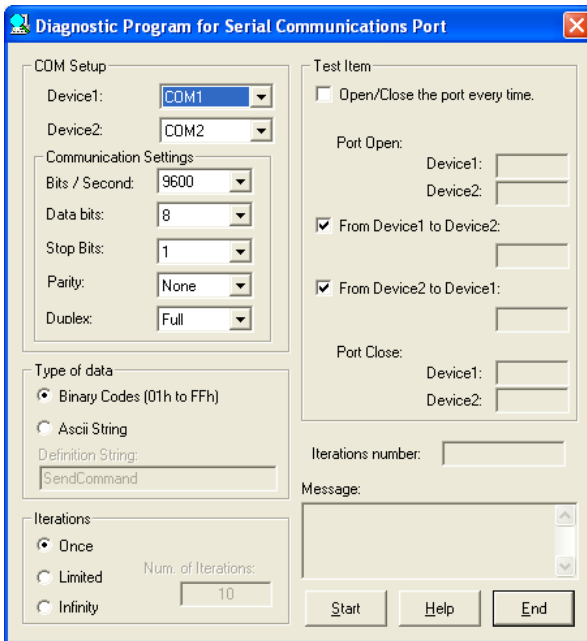 Diagnostic Program for Serial Communications Port
COM Setup
Device1: COM1
Device2: COM2
Communication Settings
Bits / Second: 9600
Data bits: 8
Stop Bits: 1
Parity: None
Duplex: Full
Type of data
Binary Codes (01h to FFh)
Ascii String
Definition String:
SendCommand
Iterations
Once
Limited
Infinity
Num. of Iterations:
10
Test Item
Open/Close the port every time.
Port Open:
Device1:
Device2:
From Device1 to Device2:
From Device2 to Device1:
Port Close:
Device1:
Device2:
Iterations number:
Message:
Start Help End